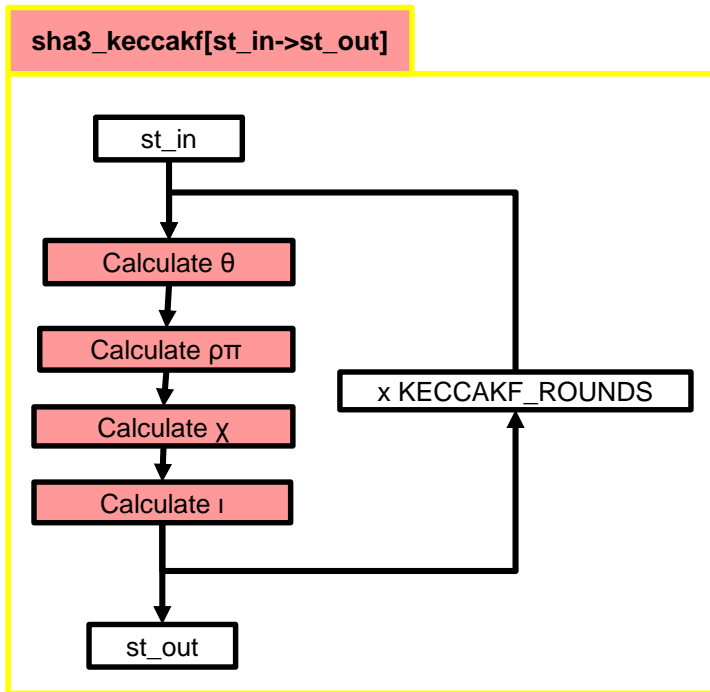 sha3_keccakf[st_in->st_out]
st_in
Calculate θ
Calculate ρπ
x KECCAKF_ROUNDS
Calculate χ
Calculate ι
st_out